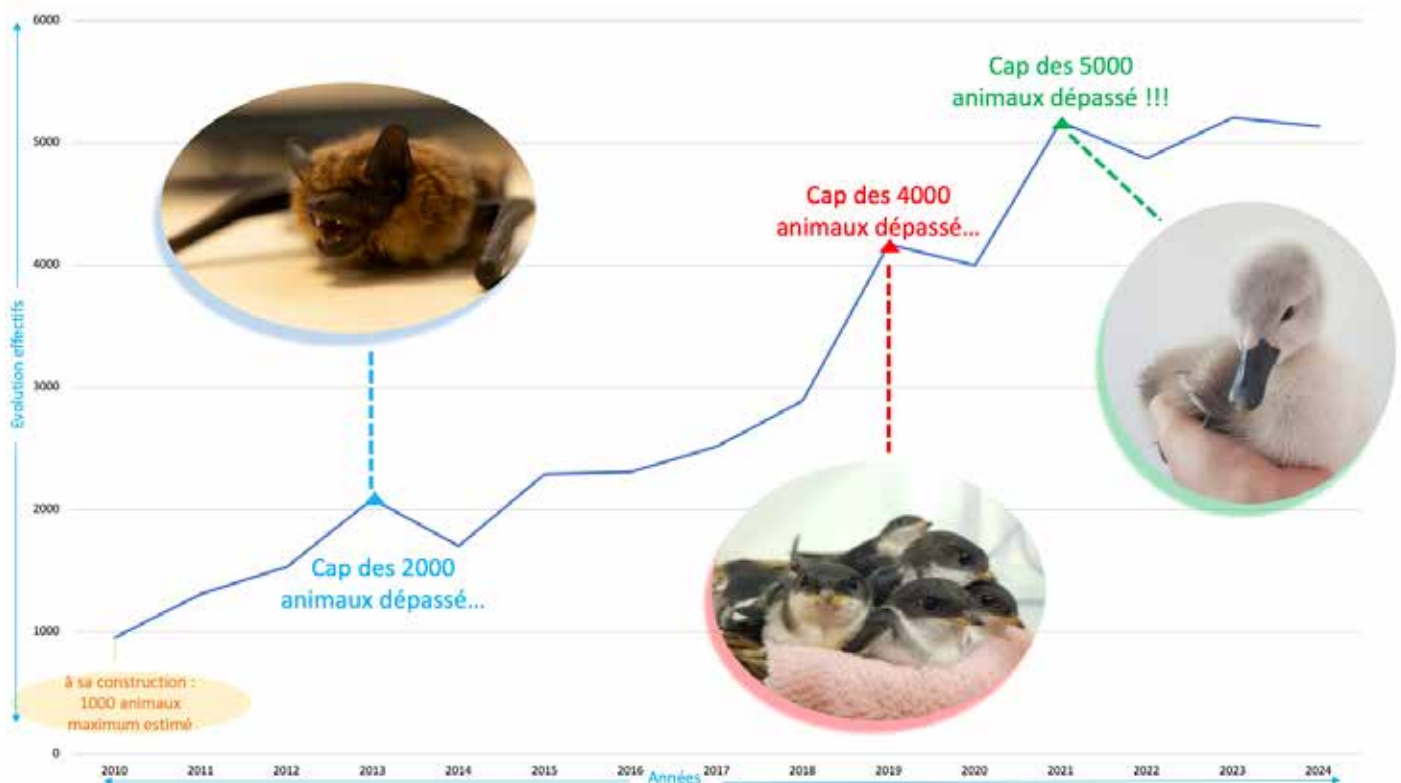 6000
Cap des 5000
animaux dépassé !!!
5000
Cap des 4000
animaux dépassé...
4000
Evolution effectifs
3000
2000
Cap des 2000
animaux dépassé...
1000
à sa construction :
1000 animaux
maximum estimé
0
2010 2011 2012 2013 2014 2015 2016 2017 2018 2019 2020 2021 2022 2023 2024
Années